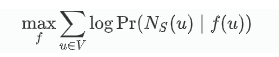 max_f ∑_{u∈V} log Pr(N_S(u) | f(u))